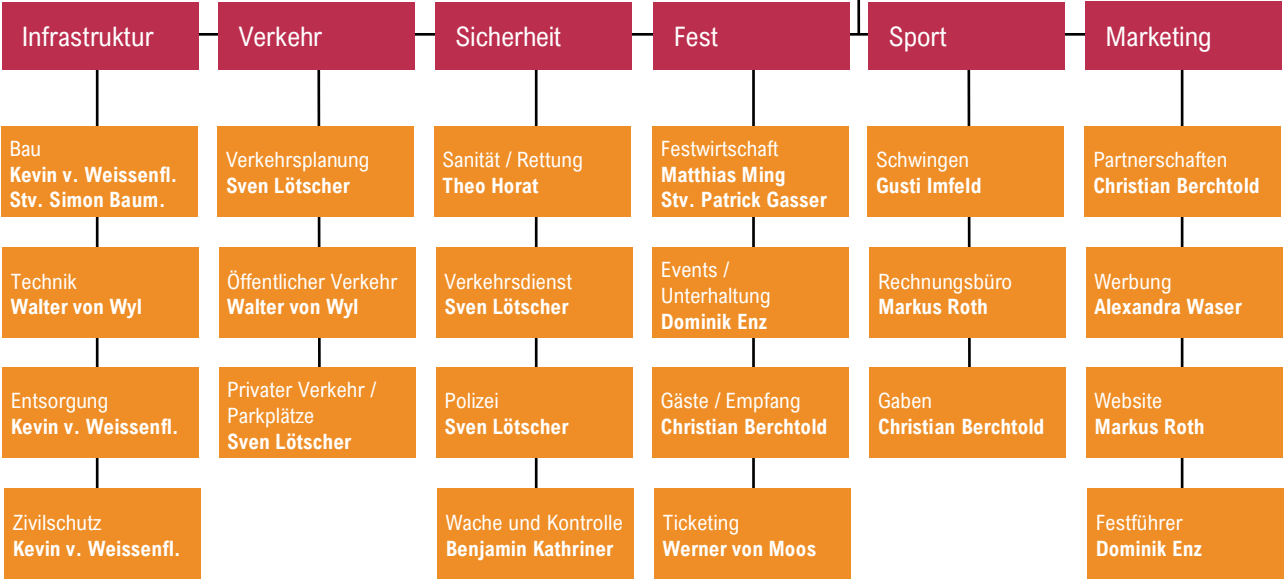 Infrastruktur
Verkehr
Sicherheit
Fest
Sport
Marketing
Bau
Kevin v. Weissenfl.
Stv. Simon Baum.
Verkehrsplanung
Sven Lötscher
Sanität / Rettung
Theo Horat
Festwirtschaft
Matthias Ming
Stv. Patrick Gasser
Schwingen
Gusti Imfeld
Partnerschaften
Christian Berchtold
Technik
Walter von Wyl
Öffentlicher Verkehr
Walter von Wyl
Verkehrsdienst
Sven Lötscher
Events /
Unterhaltung
Dominik Enz
Rechnungsbüro
Markus Roth
Werbung
Alexandra Waser
Entsorgung
Kevin v. Weissenfl.
Privater Verkehr /
Parkplätze
Sven Lötscher
Polizei
Sven Lötscher
Gäste / Empfang
Christian Berchtold
Gaben
Christian Berchtold
Website
Markus Roth
Zivilschutz
Kevin v. Weissenfl.
Wache und Kontrolle
Benjamin Kathriner
Ticketing
Werner von Moos
Festführer
Dominik Enz